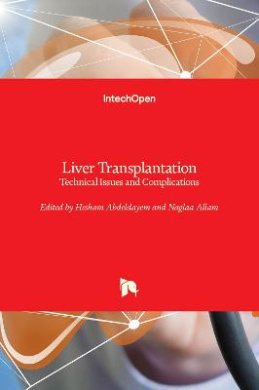 IntechOpen
Liver Transplantation
Technical Issues and Complications
Edited by Hesham Abdeldayem and Naglaa Allam